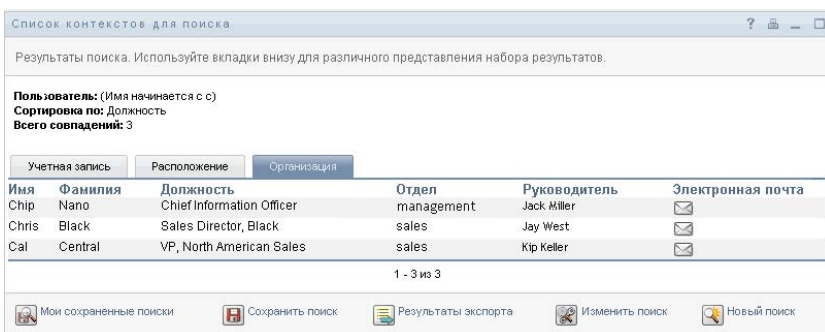 Список контекстов для поиска
Результаты поиска. Используйте вкладки внизу для различного представления набора результатов.
Пользователь: (Имя начинается с c)
Сортировка по: Должность
Всего совпадений: 3
Учетная запись Расположение Организация
Имя Фамилия Должность Отдел Руководитель Электронная почта
Chip Nano Chief Information Officer management Jack Miller
Chris Black Sales Director, Black sales Jay West
Cal Central VP, North American Sales sales Kip Keller
1 - 3 из 3
Мои сохраненные поиски Сохранить поиск Результаты экспорта Изменить поиск Новый поиск